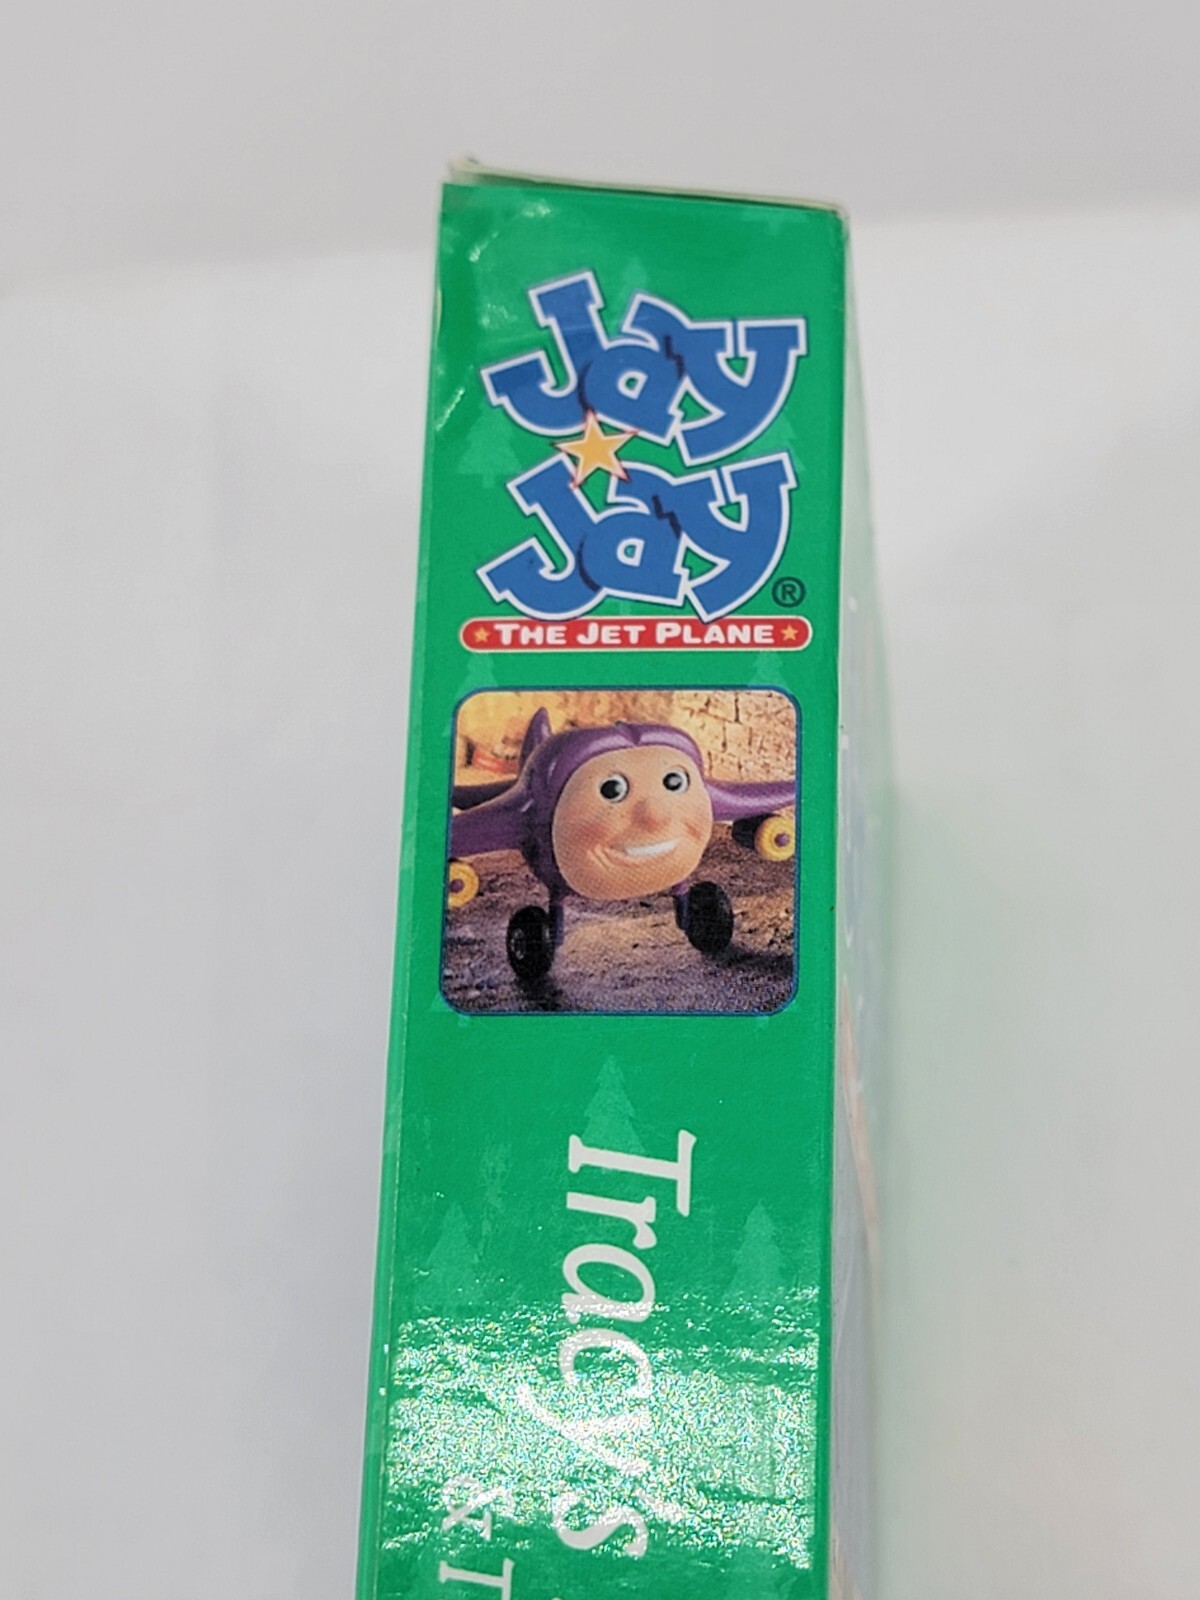 Jay
Jay®
THE JET PLANE
Tracy's
&